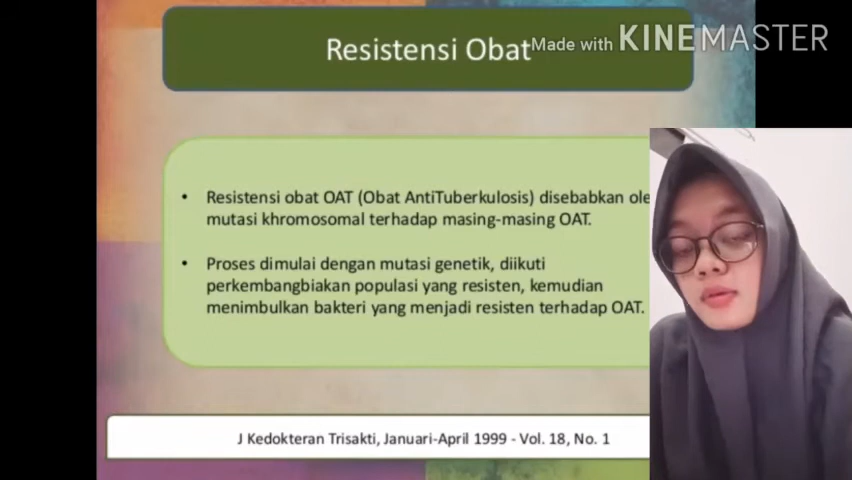 Resistensi Obat
Made with KINEMASTER
• Resistensi obat OAT (Obat AntiTuberkulosis) disebabkan ole
mutasi khromosomal terhadap masing-masing OAT.
• Proses dimulai dengan mutasi genetik, diikuti
perkembangbiakan populasi yang resisten, kemudian
menimbulkan bakteri yang menjadi resisten terhadap OAT.
J Kedokteran Trisakti, Januari-April 1999 - Vol. 18, No. 1